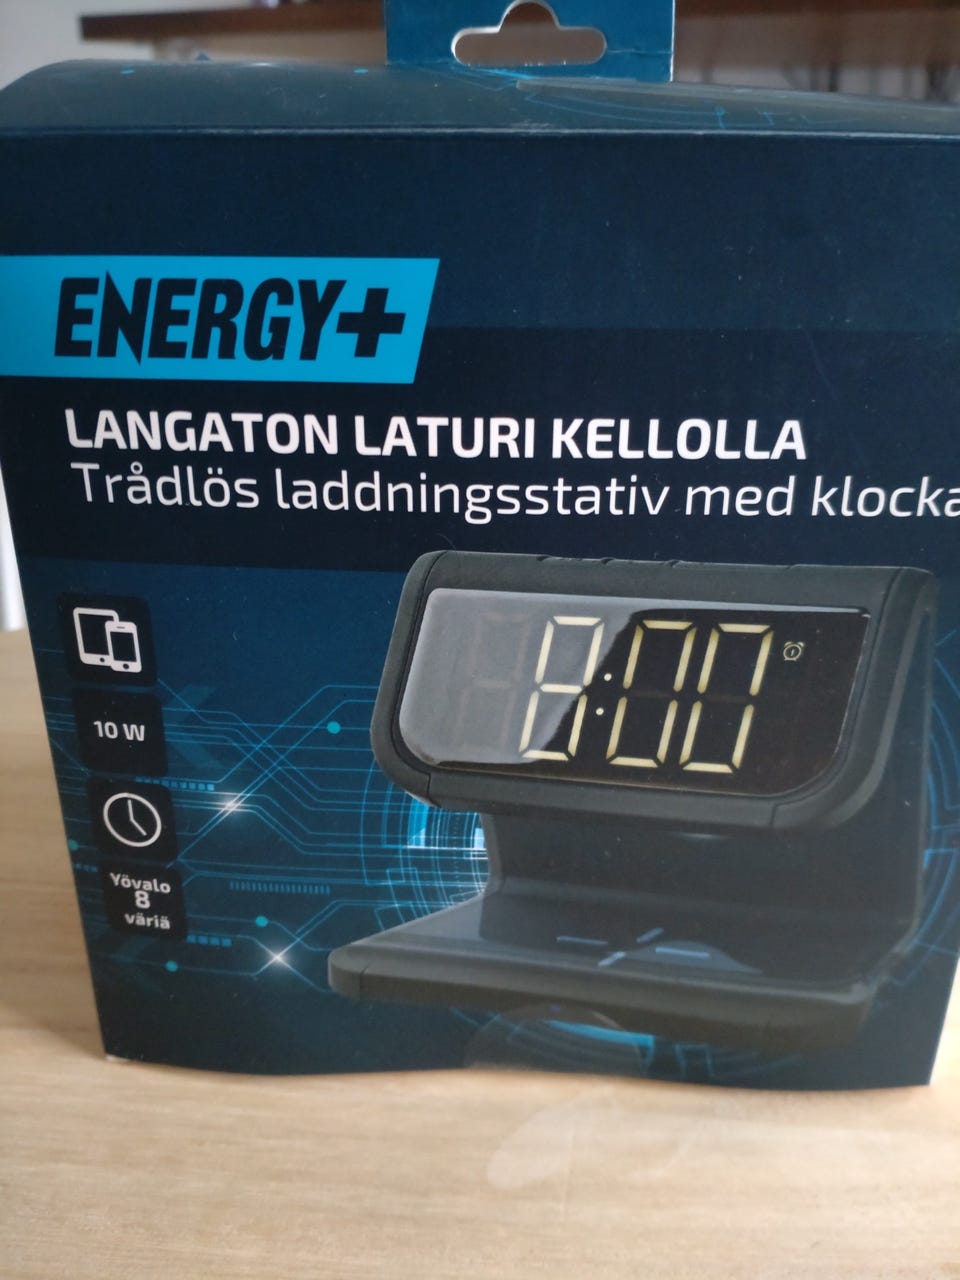 ENERGY+
LANGATON LATURI KELLOLLA
Trådlös laddningsstativ med klocka
8:00
10 W
Yövalo
8
väriä